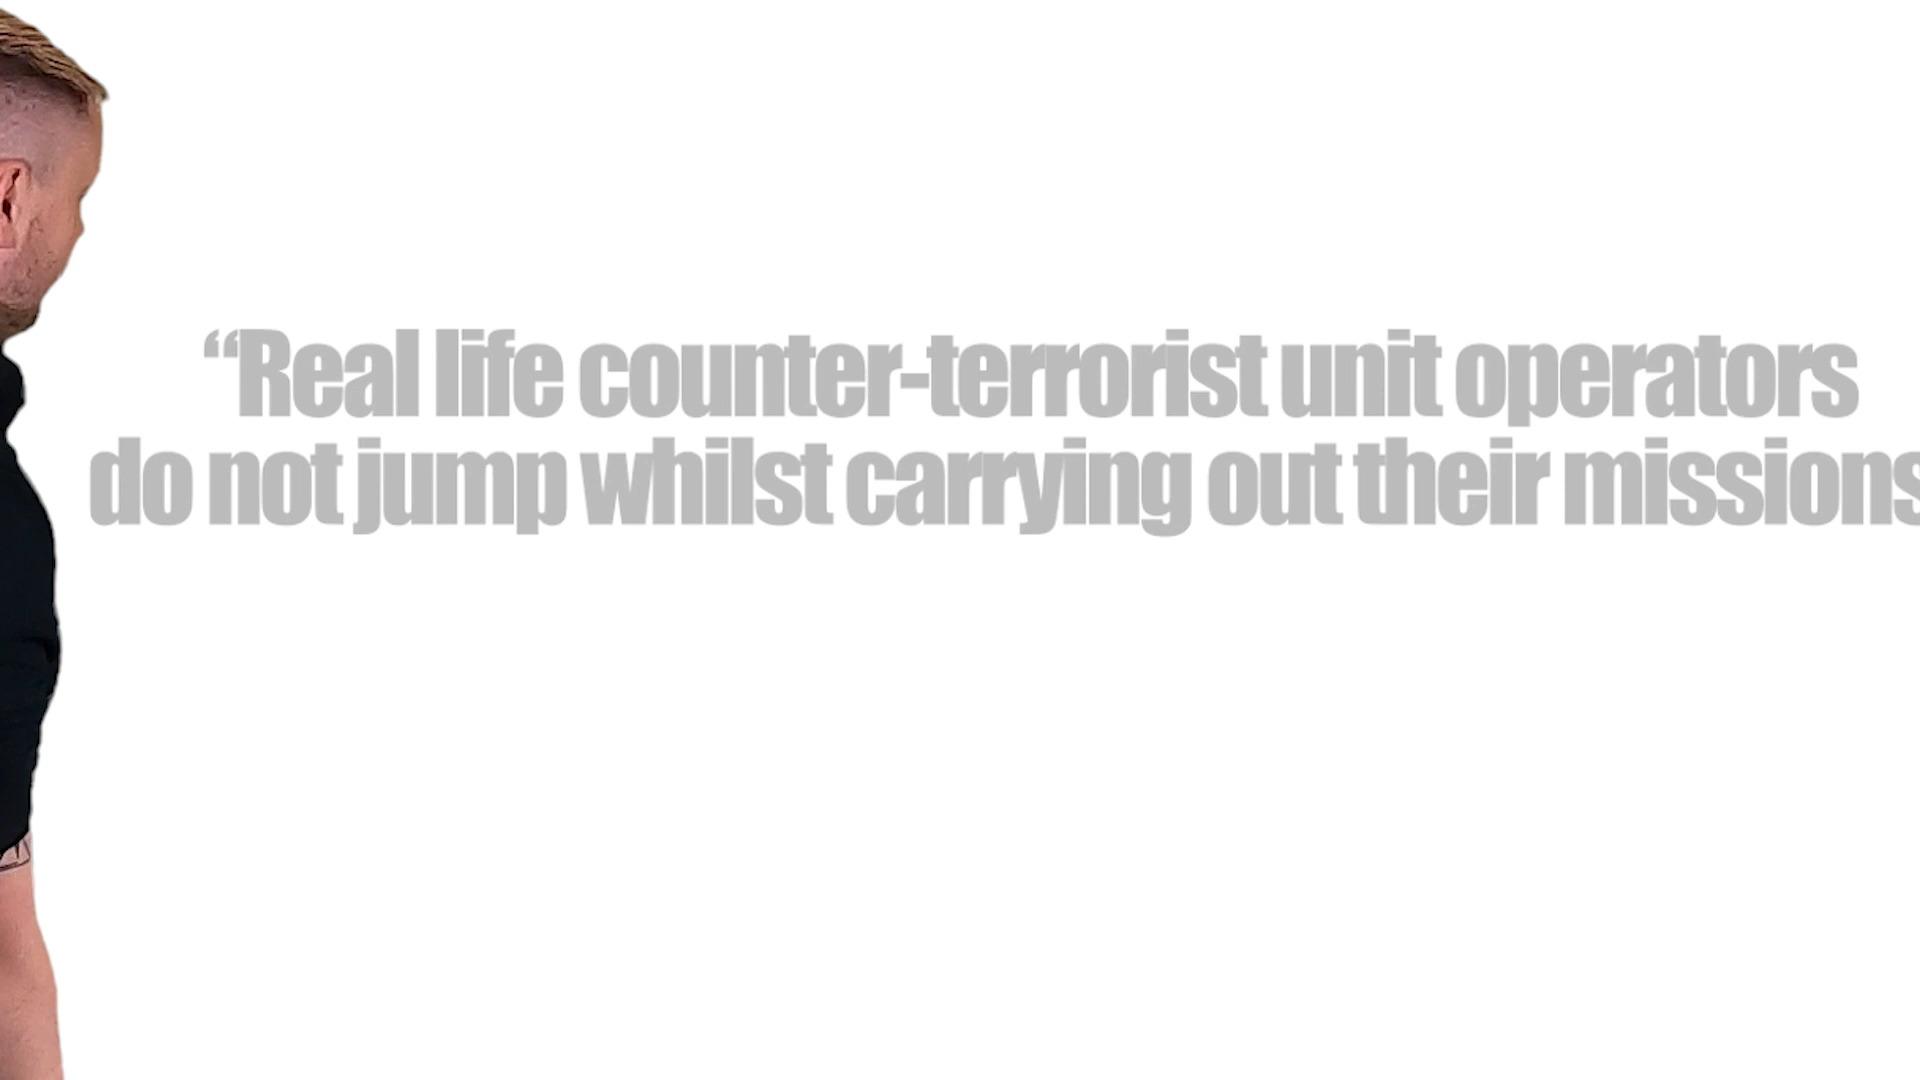 “Real life counter-terrorist unit operators
do not jump whilst carrying out their missions